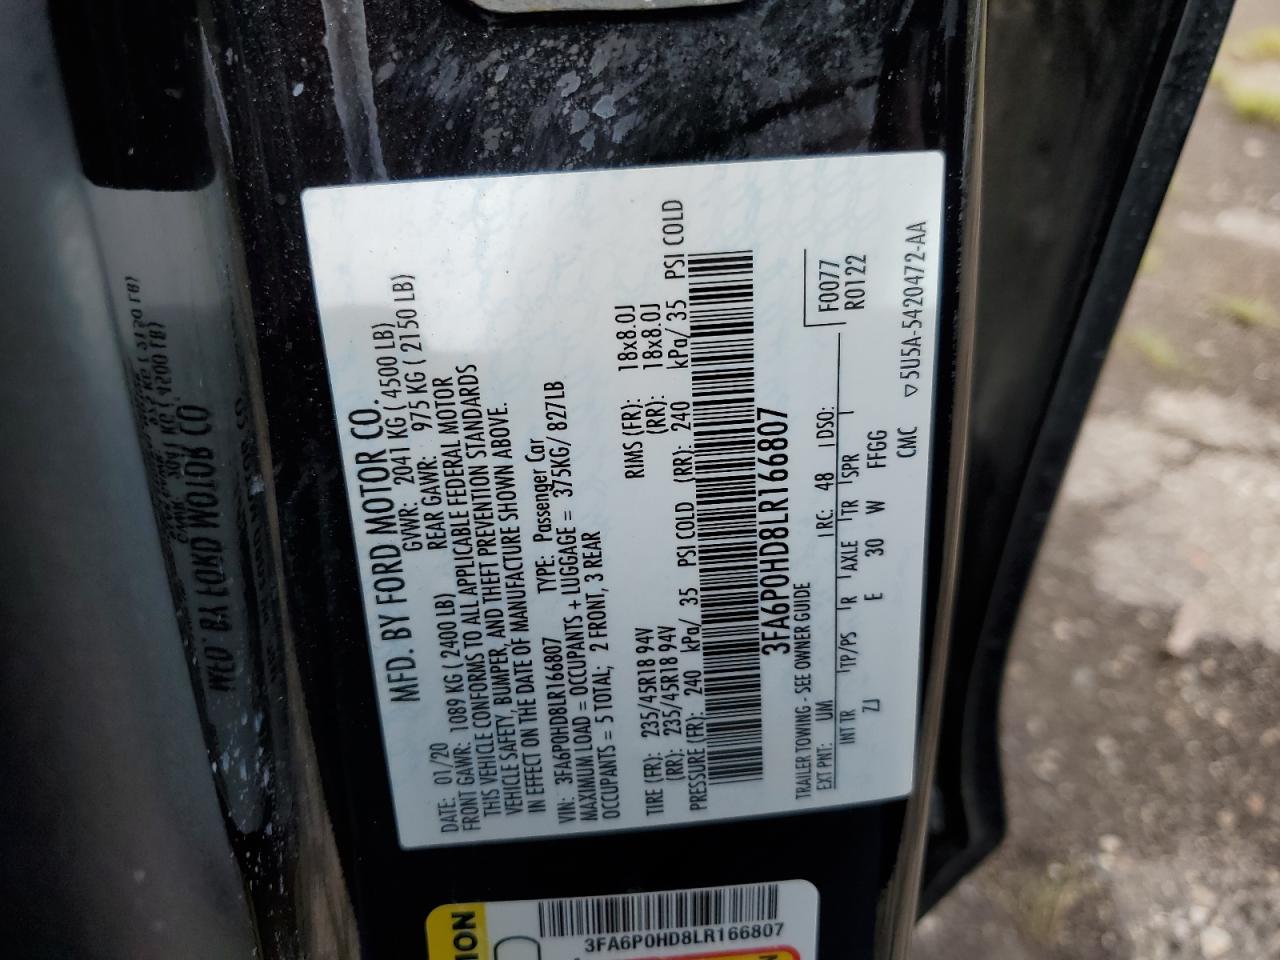 MFD. BY FORD MOTOR CO.
DATE: 01/20 GVWR: 2041 KG ( 4500 LB)
FRONT GAWR: 1089 KG ( 2400 LB) REAR GAWR: 975 KG ( 2150 LB)
THIS VEHICLE CONFORMS TO ALL APPLICABLE FEDERAL MOTOR
VEHICLE SAFETY, BUMPER, AND THEFT PREVENTION STANDARDS
IN EFFECT ON THE DATE OF MANUFACTURE SHOWN ABOVE.
VIN: 3FA6P0HD8LR166807 TYPE: Passenger Car
MAXIMUM LOAD = OCCUPANTS + LUGGAGE = 375KG/ 827LB
OCCUPANTS = 5 TOTAL; 2 FRONT, 3 REAR
TIRE (FR): 235/45R18 94V RIMS (FR): 18x8.0J
(RR): 235/45R18 94V (RR): 18x8.0J
PRESSURE (FR): 240 kPa/ 35 PSI COLD (RR): 240 kPa/ 35 PSI COLD
3FA6P0HD8LR166807
TRAILER TOWING - SEE OWNER GUIDE
F0077
R0122
EXT PNT: UM RC: 48 DSO:
INT TR TP/PS R AXLE TR SPR
ZJ E 30 W FFGG
CMC ▽5U5A-5420472-AA
ION
3FA6P0HD8LR166807